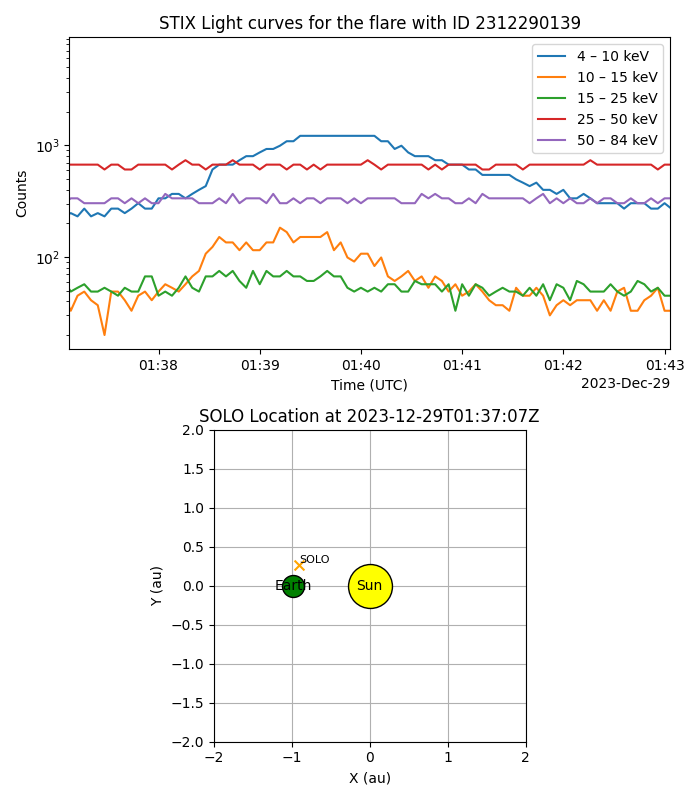 STIX Light curves for the flare with ID 2312290139
4 – 10 keV
10 – 15 keV
15 – 25 keV
25 – 50 keV
50 – 84 keV
10³
10²
Counts
01:38 01:39 01:40 01:41 01:42 01:43
Time (UTC)
2023-Dec-29
SOLO Location at 2023-12-29T01:37:07Z
2.0
1.5
1.0
0.5
0.0
−0.5
−1.0
−1.5
−2.0
Y (au)
SOLO
Earth
Sun
−2 −1 0 1 2
X (au)